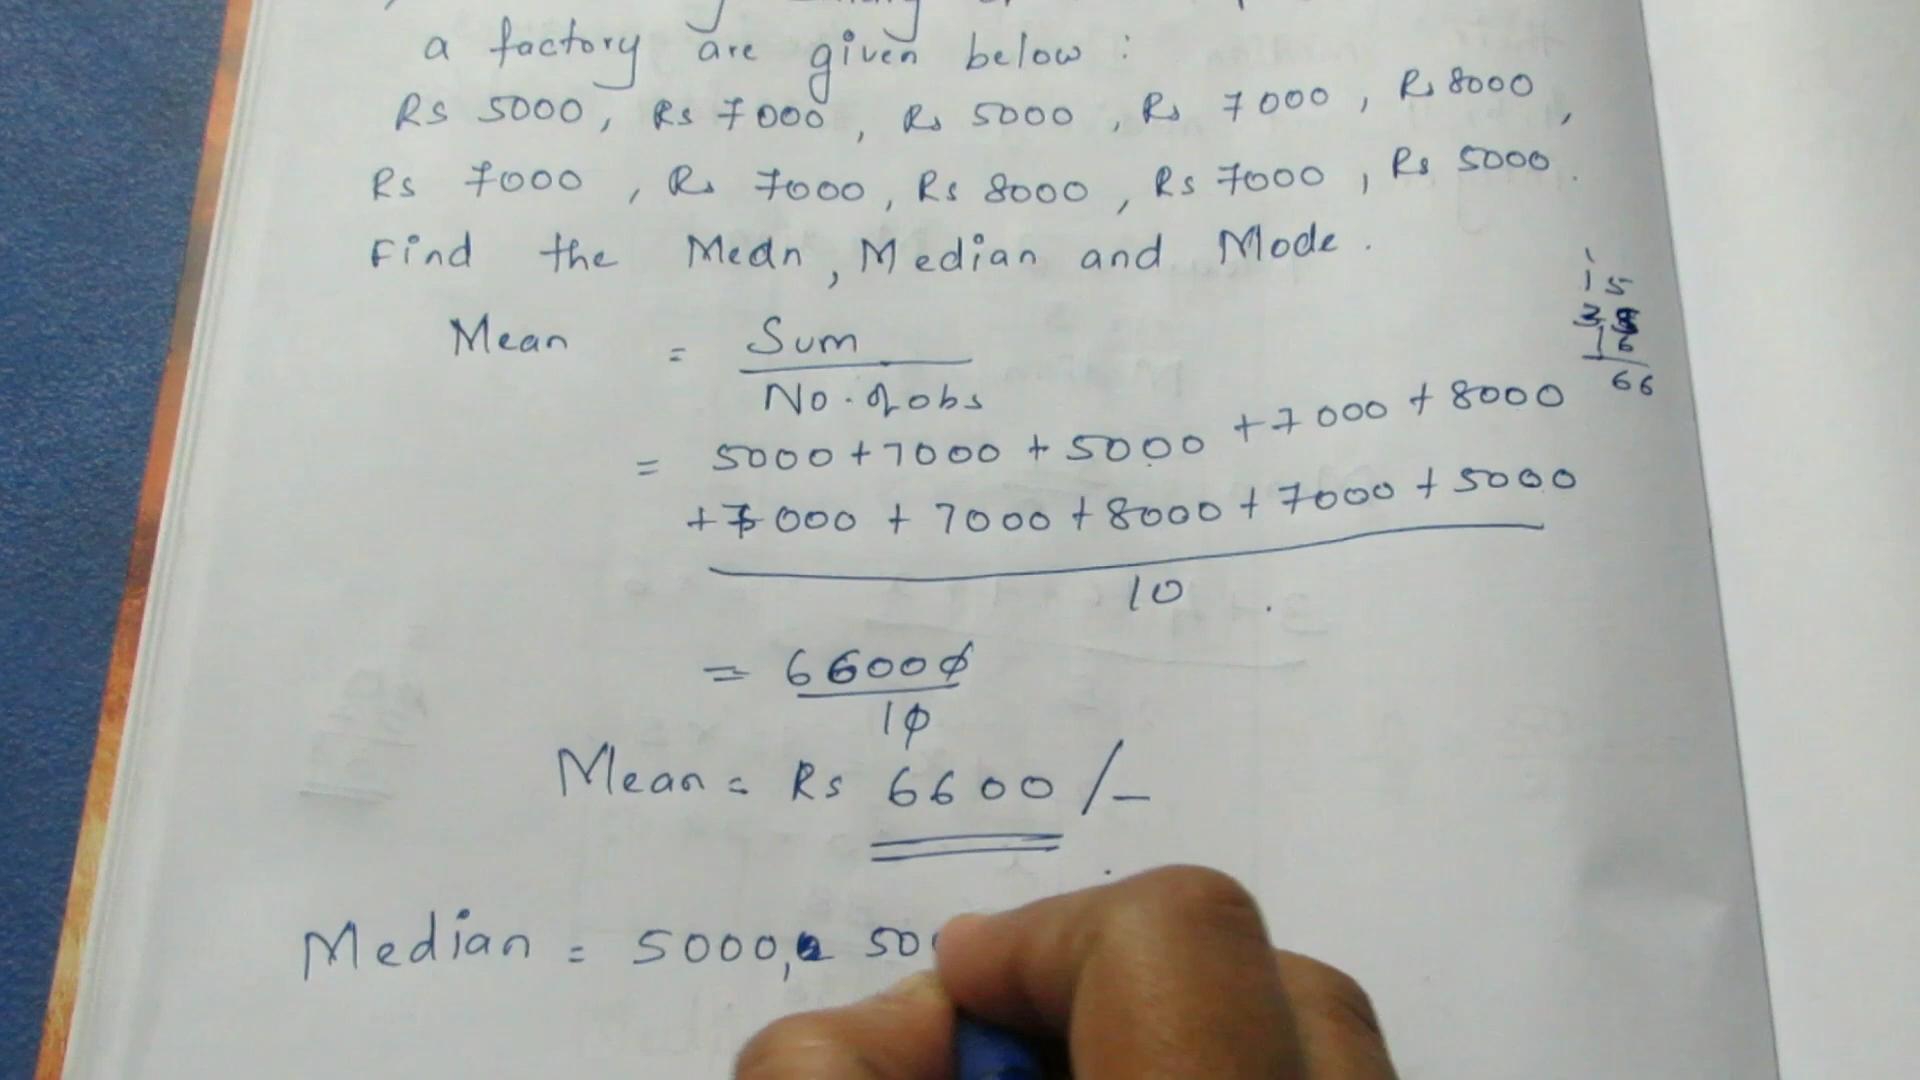 a factory are given below :
Rs 5000, Rs 7000, Rs 5000, Rs 7000, Rs 8000,
Rs 7000, Rs 7000, Rs 8000, Rs 7000, Rs 5000.
Find the Mean, Median and Mode.
Mean = Sum
No. of obs
= 5000 + 7000 + 5000 + 7000 + 8000
+ 7000 + 7000 + 8000 + 7000 + 5000
10
= 66000
10
Mean = Rs 6600 /-
Median = 5000, 50
15
16
66